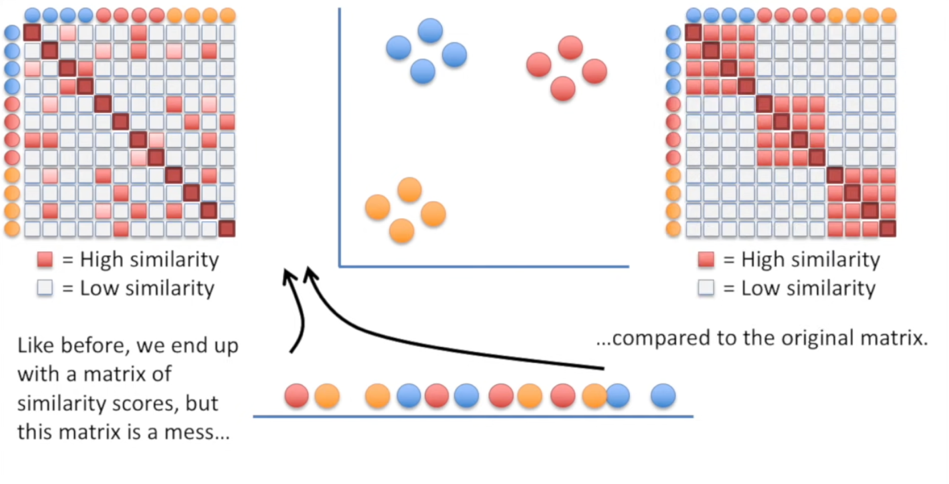 = High similarity
= Low similarity
Like before, we end up
with a matrix of
similarity scores, but
this matrix is a mess...
= High similarity
= Low similarity
...compared to the original matrix.